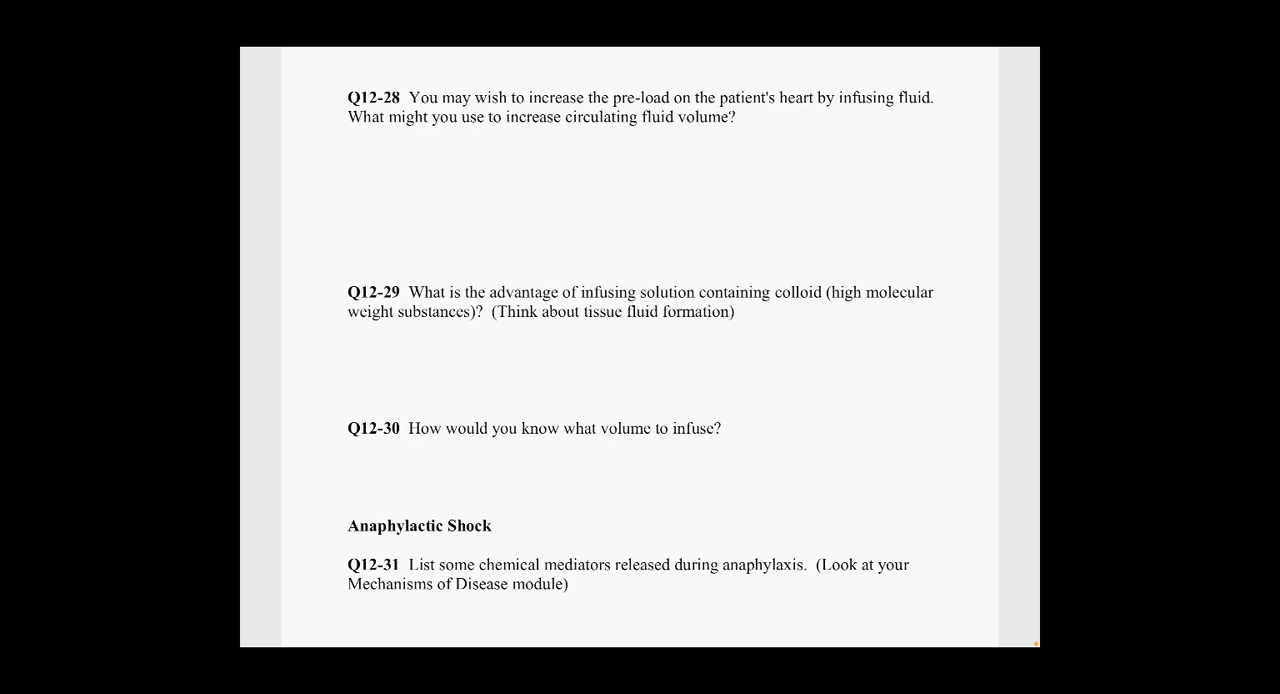 Q12-28 You may wish to increase the pre-load on the patient's heart by infusing fluid.
What might you use to increase circulating fluid volume?
Q12-29 What is the advantage of infusing solution containing colloid (high molecular
weight substances)? (Think about tissue fluid formation)
Q12-30 How would you know what volume to infuse?
Anaphylactic Shock
Q12-31 List some chemical mediators released during anaphylaxis. (Look at your
Mechanisms of Disease module)